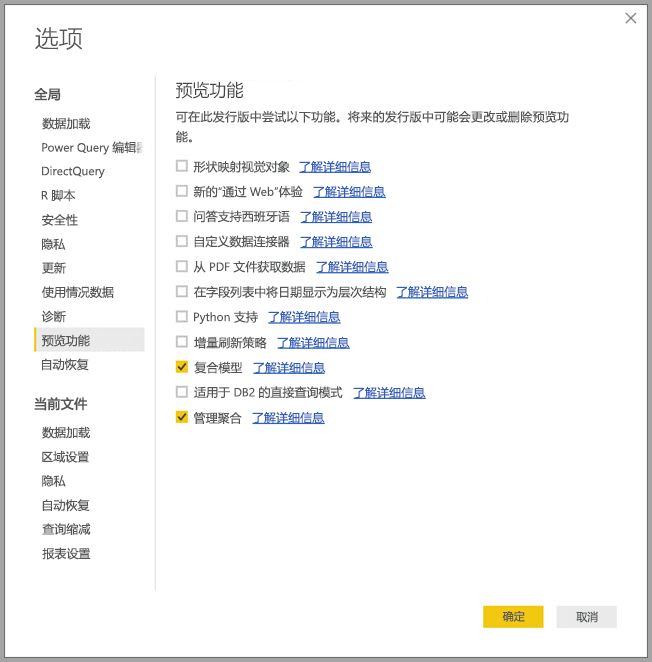 选项
全局
数据加载
Power Query 编辑器
DirectQuery
R 脚本
安全性
隐私
更新
使用情况数据
诊断
预览功能
自动恢复
当前文件
数据加载
区域设置
隐私
自动恢复
查询缩减
报表设置
预览功能
可在此发行版中尝试以下功能。将来的发行版中可能会更改或删除预览功
能。
形状映射视觉对象 了解详细信息
新的“通过 Web”体验 了解详细信息
问答支持西班牙语 了解详细信息
自定义数据连接器 了解详细信息
从 PDF 文件获取数据 了解详细信息
在字段列表中将日期显示为层次结构 了解详细信息
Python 支持 了解详细信息
增量刷新策略 了解详细信息
复合模型 了解详细信息
适用于 DB2 的直接查询模式 了解详细信息
管理聚合 了解详细信息
确定 取消